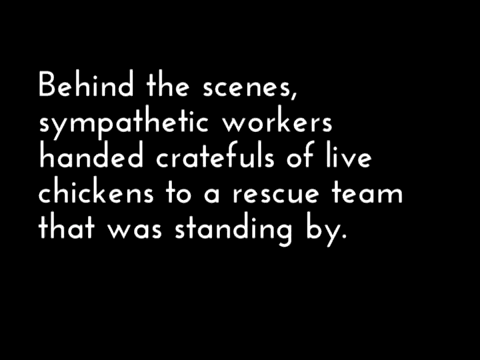 Behind the scenes,
sympathetic workers
handed cratefuls of live
chickens to a rescue team
that was standing by.